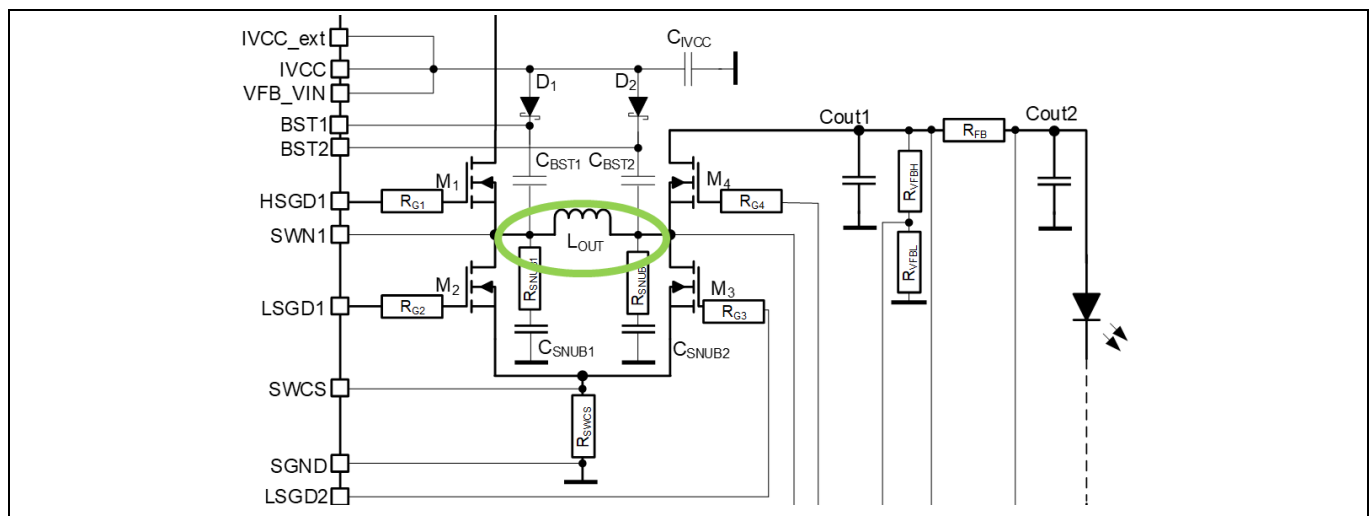 IVCC_ext
IVCC
VFB_VIN
BST1
BST2
HSGD1
SWN1
LSGD1
SWCS
SGND
LSGD2
CIVCC
D1
D2
CBST1
CBST2
M1
RG1
M2
RG2
LOUT
RSNUB1
CSNUB1
CSNUB2
RSWCS
M4
RG4
M3
RG3
Cout1
RFB
Cout2
RVFBH
RVFBL